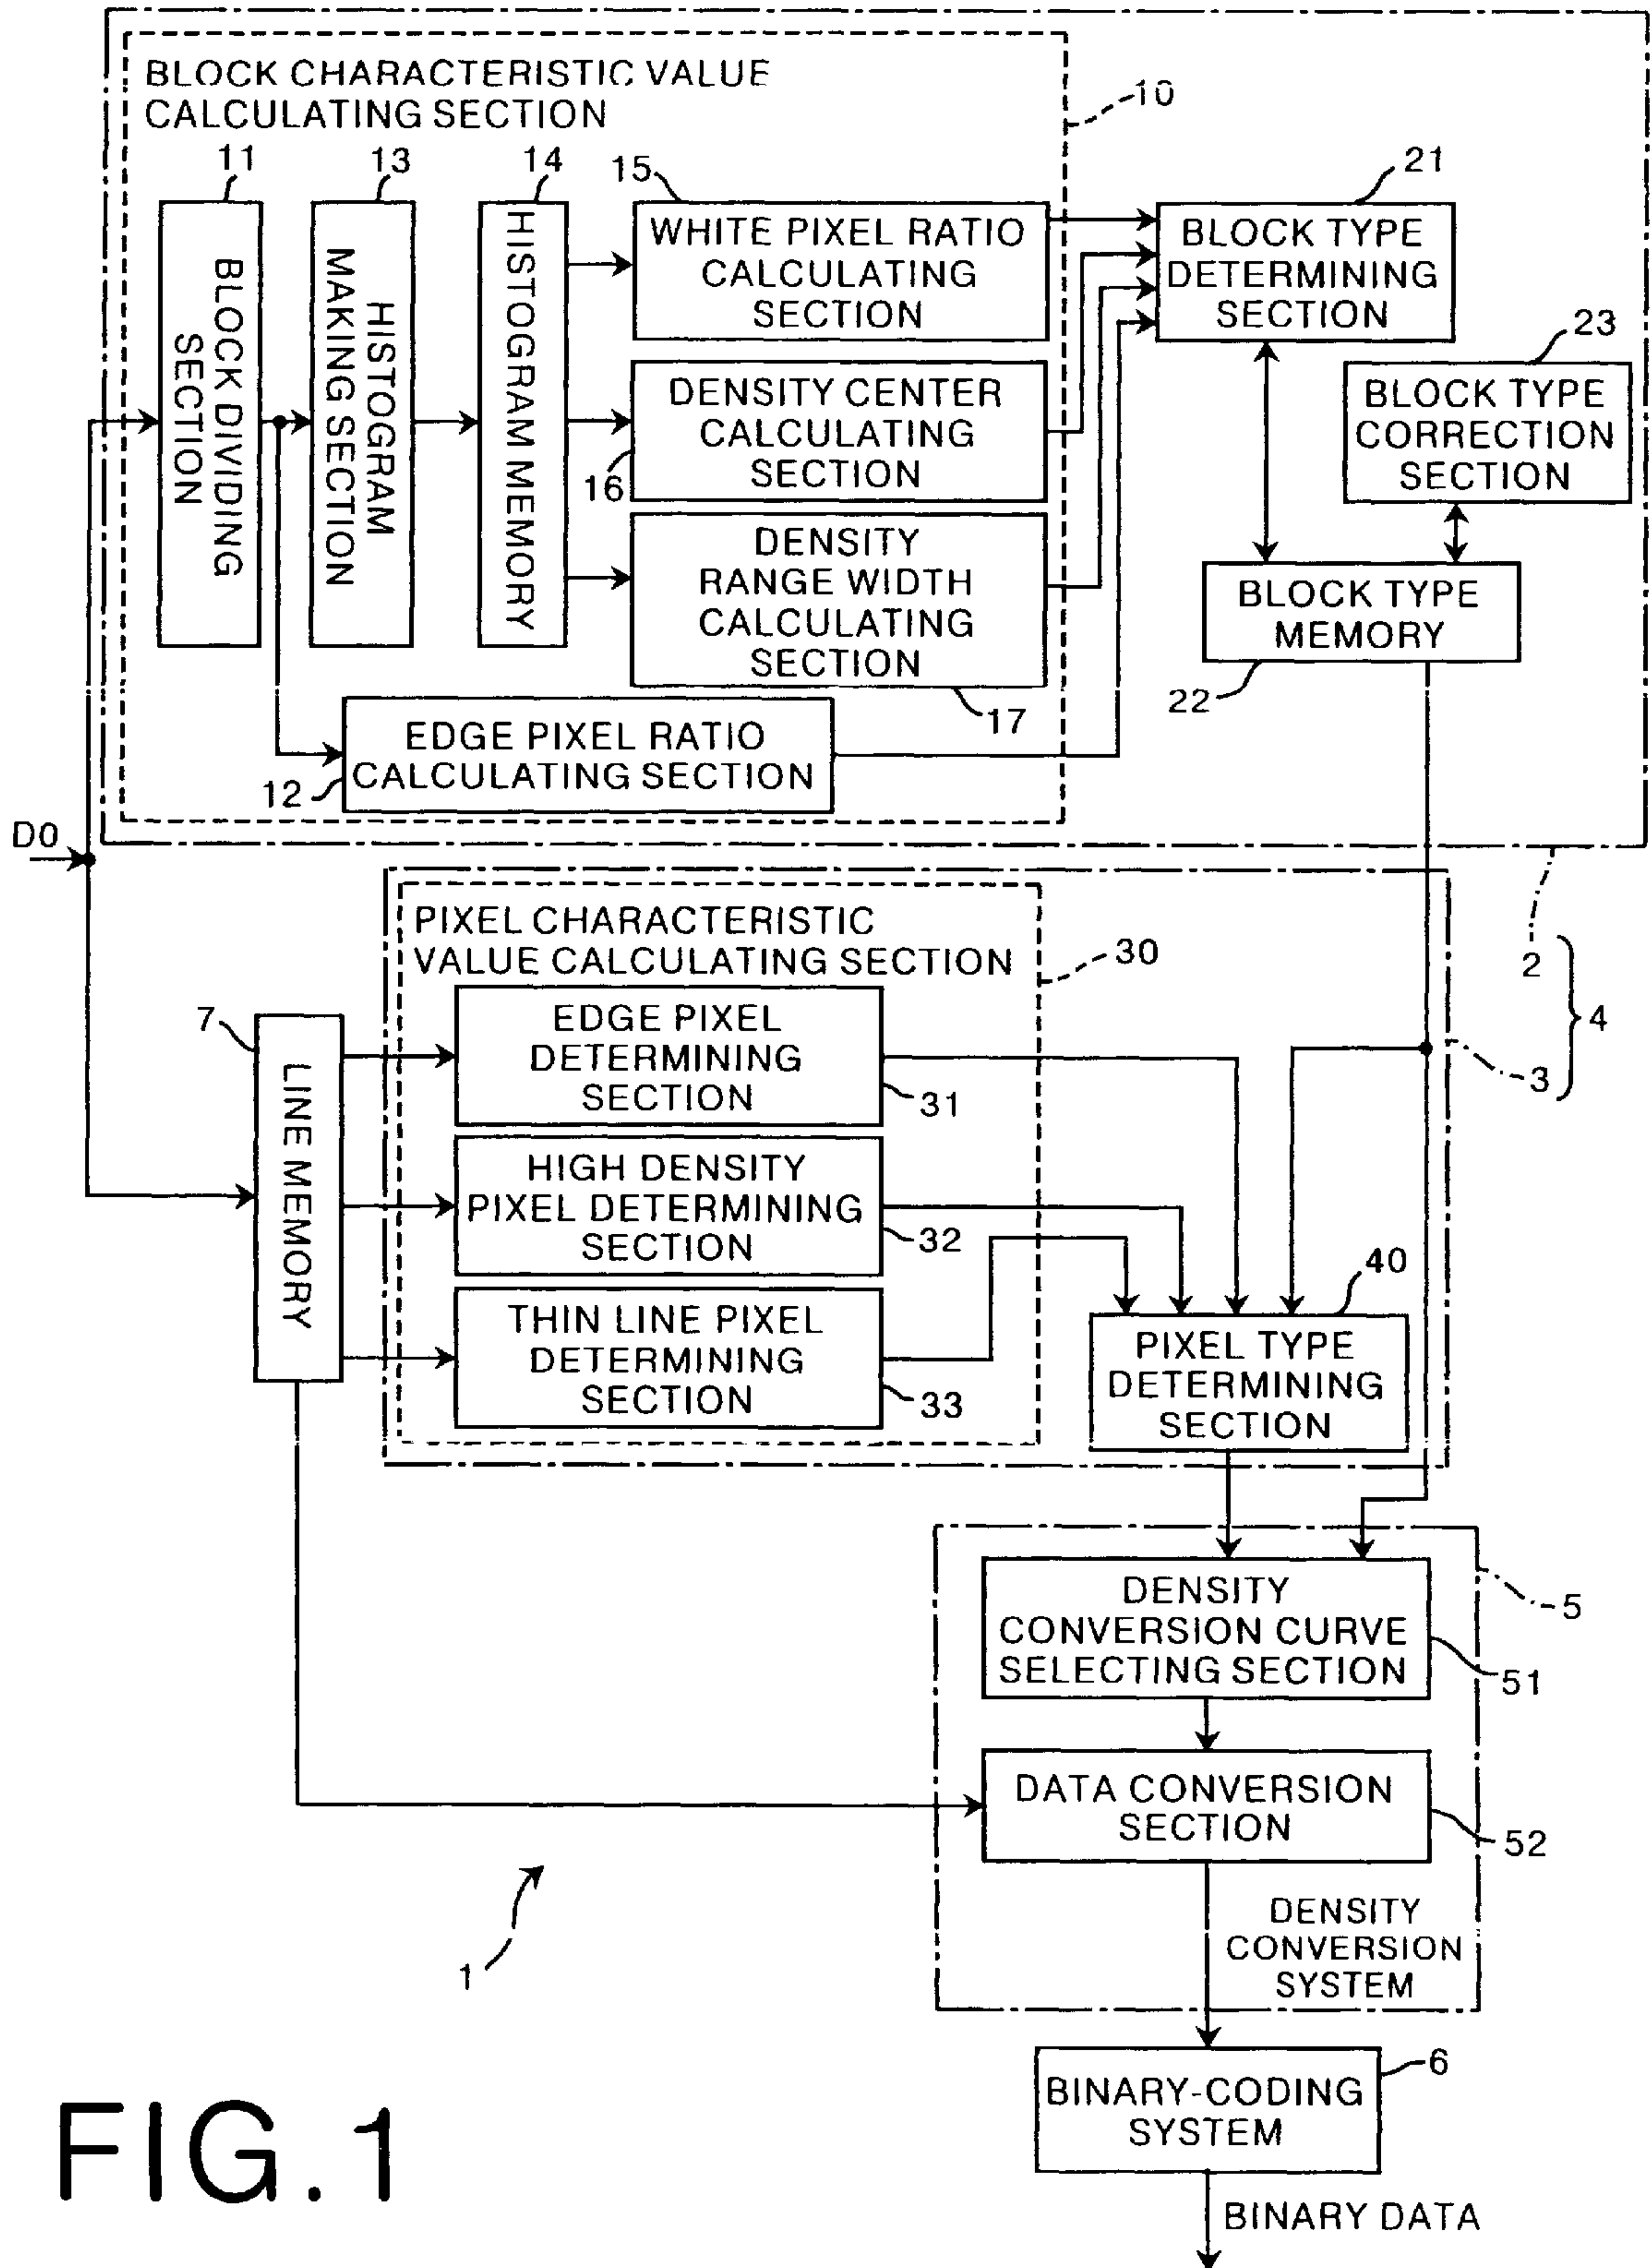 BLOCK CHARACTERISTIC VALUE
CALCULATING SECTION
10
11
13
14
15
21
BLOCK DIVIDING
SECTION
HISTOGRAM
MAKING SECTION
HISTOGRAM MEMORY
WHITE PIXEL RATIO
CALCULATING
SECTION
BLOCK TYPE
DETERMINING
SECTION
23
DENSITY CENTER
CALCULATING
SECTION
16
BLOCK TYPE
CORRECTION
SECTION
DENSITY
RANGE WIDTH
CALCULATING
SECTION
17
BLOCK TYPE
MEMORY
22
EDGE PIXEL RATIO
CALCULATING SECTION
12
D0
2
4
3
PIXEL CHARACTERISTIC
VALUE CALCULATING SECTION
30
7
LINE MEMORY
EDGE PIXEL
DETERMINING
SECTION
31
HIGH DENSITY
PIXEL DETERMINING
SECTION
32
THIN LINE PIXEL
DETERMINING
SECTION
33
40
PIXEL TYPE
DETERMINING
SECTION
DENSITY
CONVERSION CURVE
SELECTING SECTION
5
51
DATA CONVERSION
SECTION
52
DENSITY
CONVERSION
SYSTEM
1
6
BINARY-CODING
SYSTEM
BINARY DATA
FIG.1